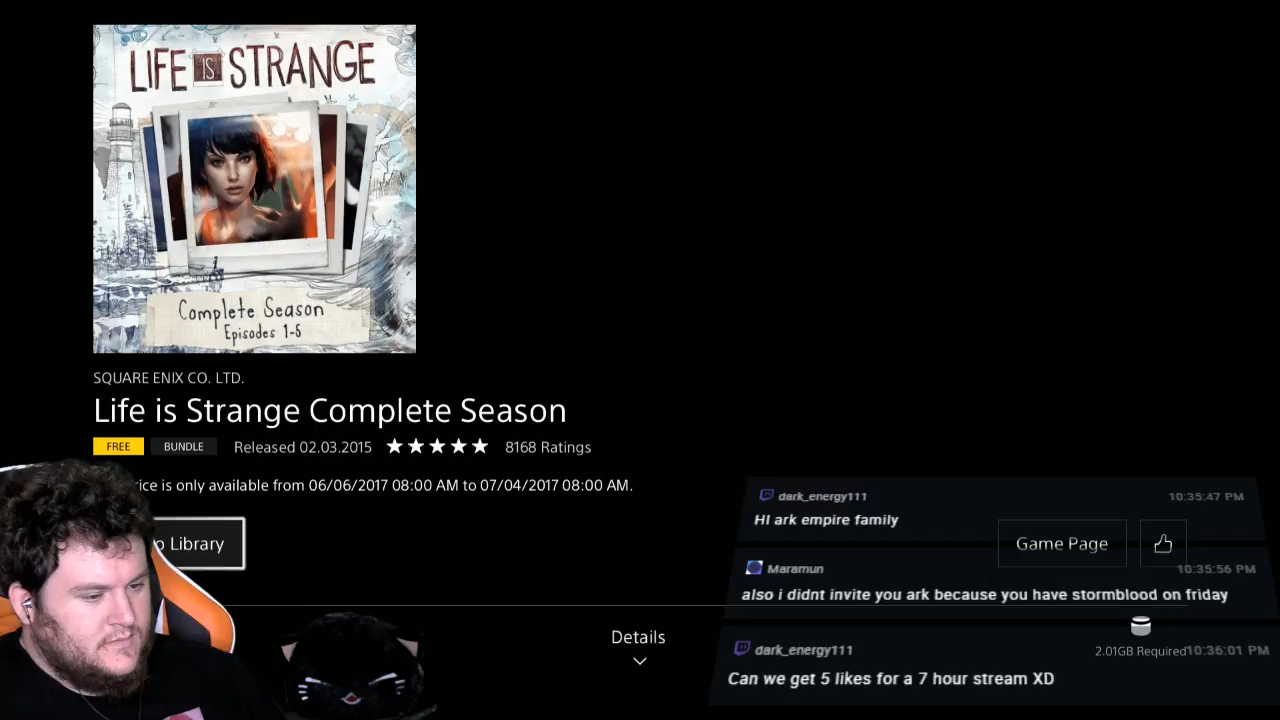 LIFE IS STRANGE
Complete Season
Episodes 1-5
SQUARE ENIX CO. LTD.
Life is Strange Complete Season
FREE BUNDLE Released 02.03.2015 8168 Ratings
ice is only available from 06/06/2017 08:00 AM to 07/04/2017 08:00 AM.
o Library
dark_energy111 10:35:47 PM
HI ark empire family
Game Page
Maramun 10:35:56 PM
also i didnt invite you ark because you have stormblood on friday
Details
dark_energy111 2.01GB Required 10:36:01 PM
Can we get 5 likes for a 7 hour stream XD